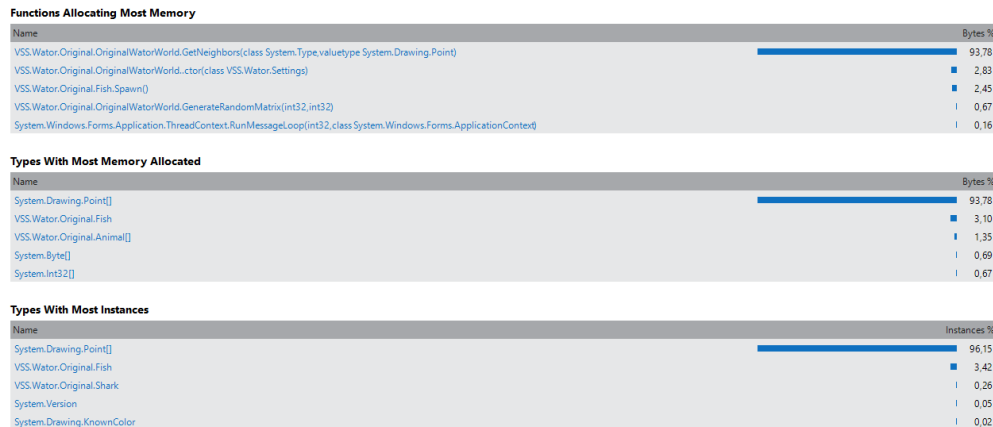 Functions Allocating Most Memory
Name Bytes %
VSS.Wator.Original.OriginalWatorWorld.GetNeighbors(class System.Type,valuetype System.Drawing.Point) 93,78
VSS.Wator.Original.OriginalWatorWorld..ctor(class VSS.Wator.Settings) 2,83
VSS.Wator.Original.Fish.Spawn() 2,45
VSS.Wator.Original.OriginalWatorWorld.GenerateRandomMatrix(int32,int32) 0,67
System.Windows.Forms.Application.ThreadContext.RunMessageLoop(int32,class System.Windows.Forms.ApplicationContext) 0,16
Types With Most Memory Allocated
Name Bytes %
System.Drawing.Point[] 93,78
VSS.Wator.Original.Fish 3,10
VSS.Wator.Original.Animal[] 1,35
System.Byte[] 0,69
System.Int32[] 0,67
Types With Most Instances
Name Instances %
System.Drawing.Point[] 96,15
VSS.Wator.Original.Fish 3,42
VSS.Wator.Original.Shark 0,26
System.Version 0,05
System.Drawing.KnownColor 0,02